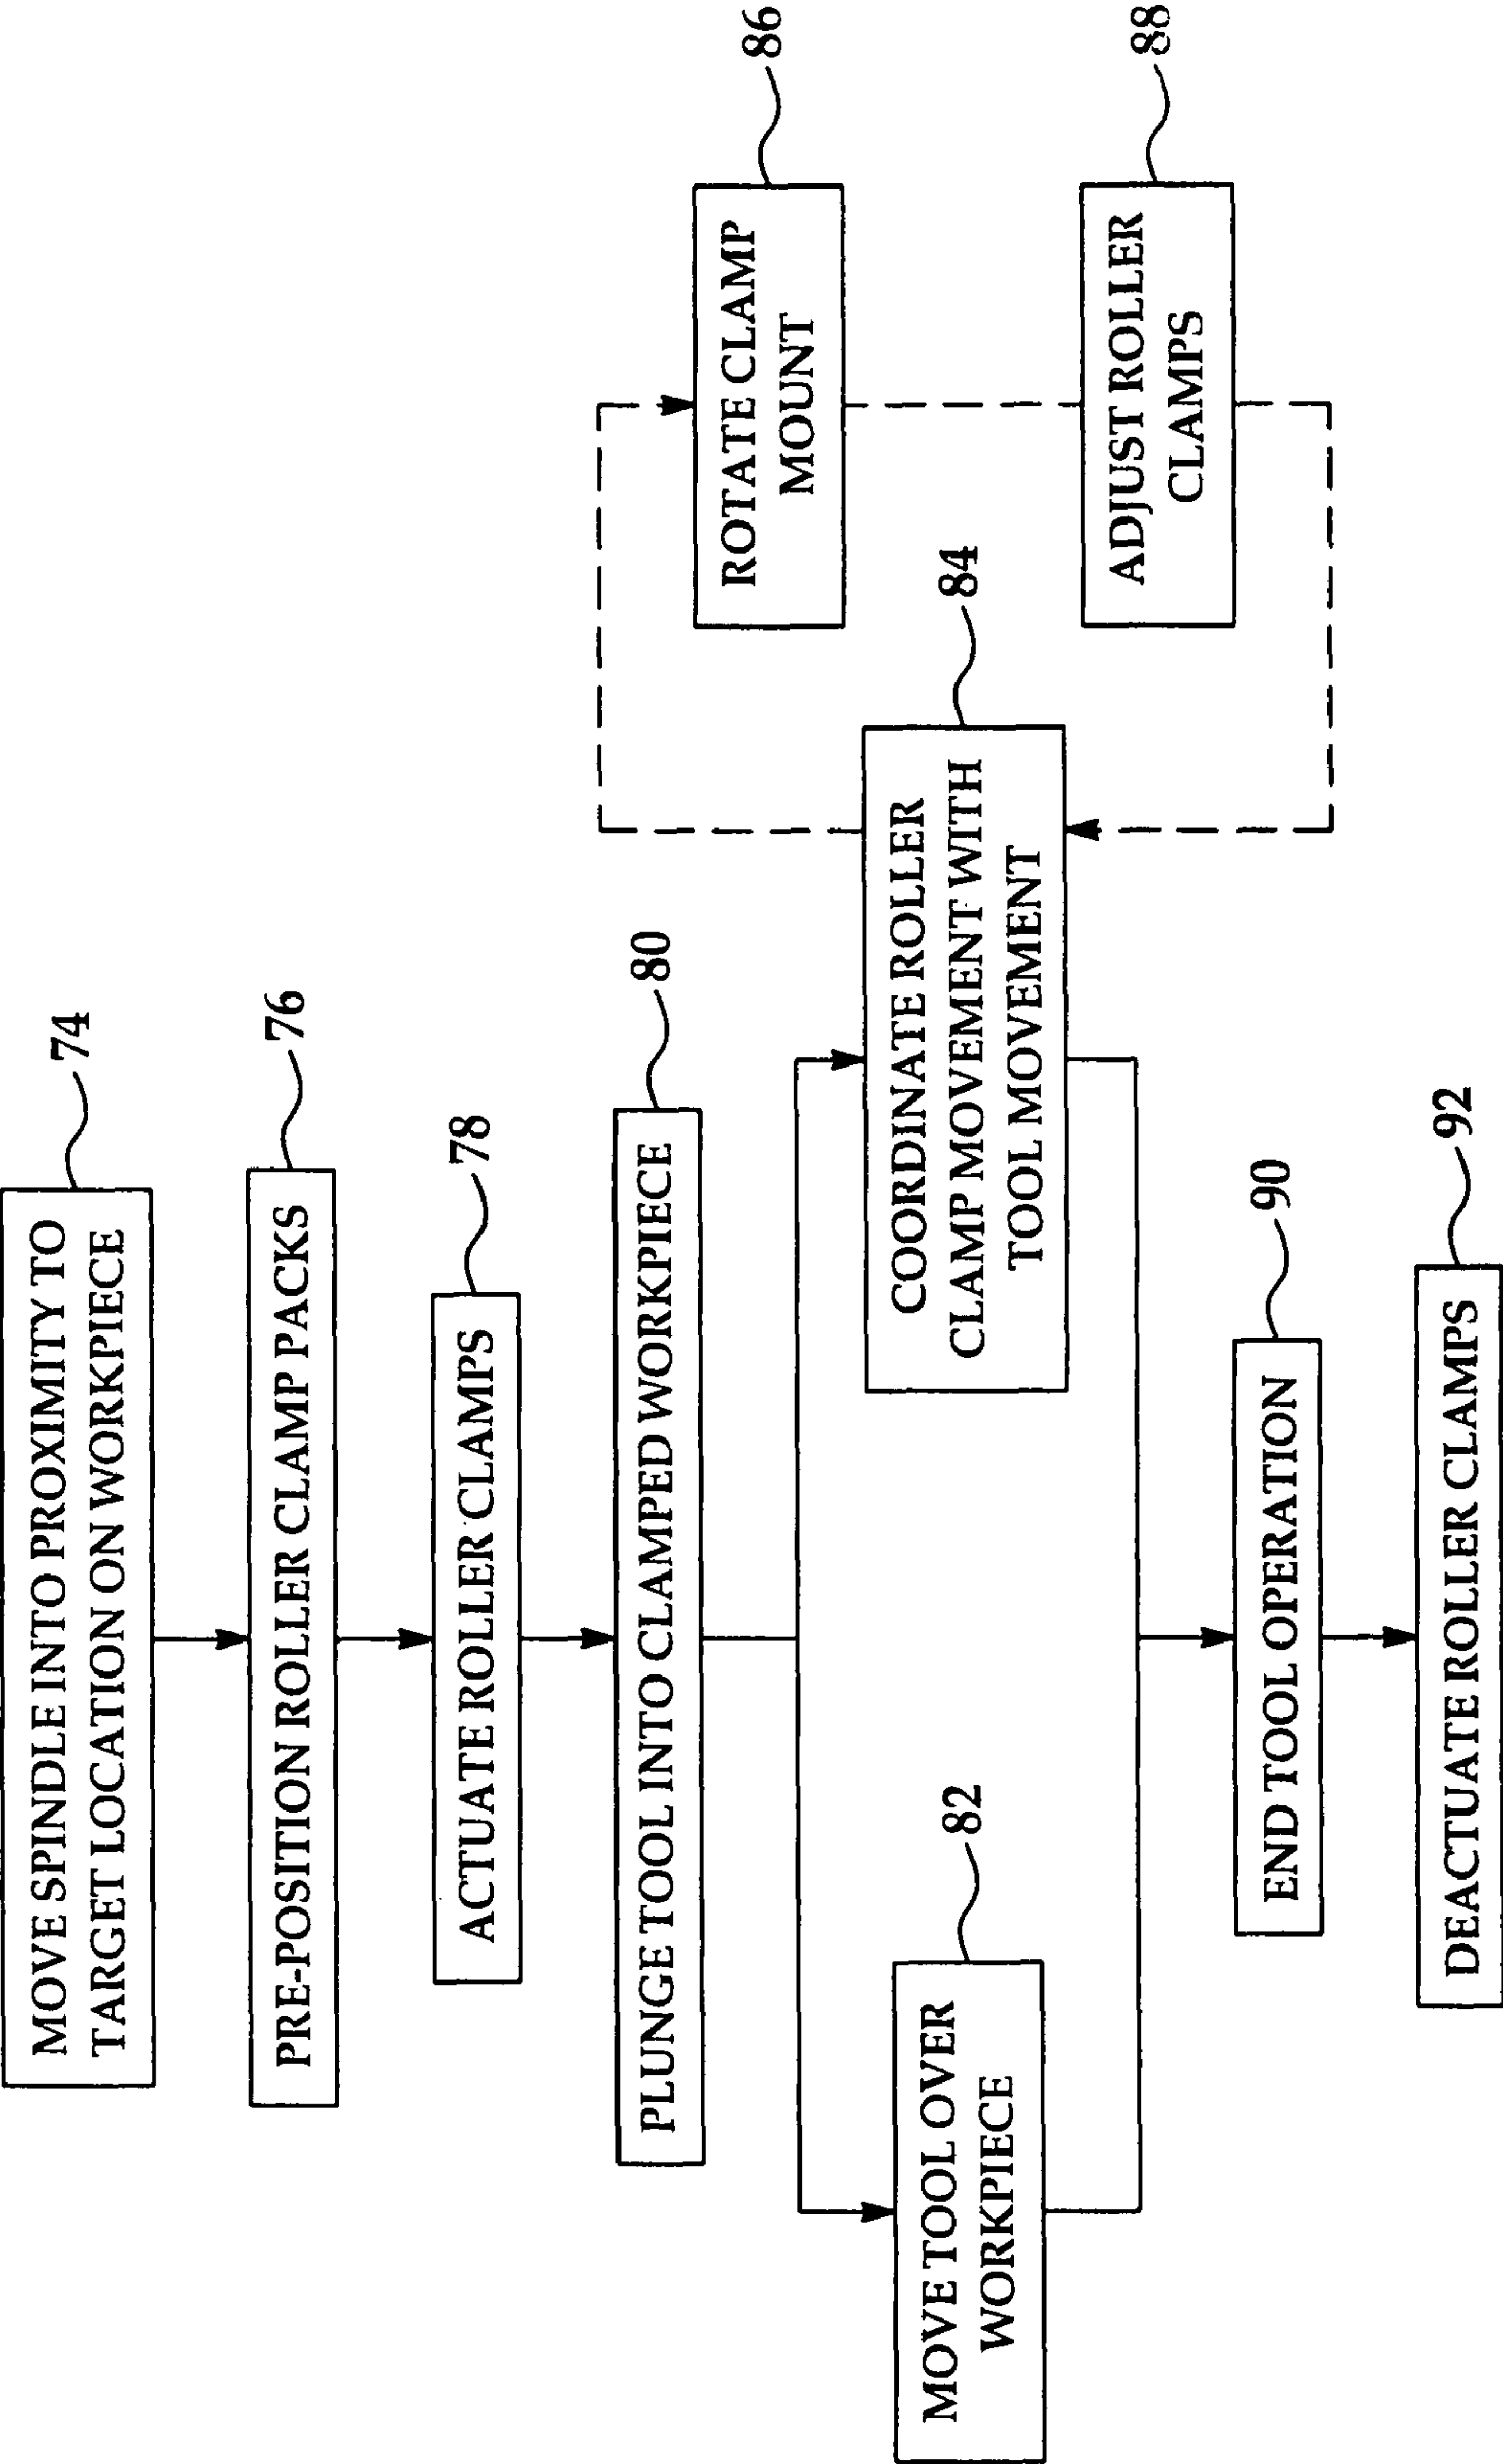 MOVE SPINDLE INTO PROXIMITY TO
TARGET LOCATION ON WORKPIECE
74
PRE-POSITION ROLLER CLAMP PACKS
76
ACTUATE ROLLER CLAMPS
78
PLUNGE TOOL INTO CLAMPED WORKPIECE
80
MOVE TOOL OVER
WORKPIECE
82
COORDINATE ROLLER
CLAMP MOVEMENT WITH
TOOL MOVEMENT
84
ROTATE CLAMP
MOUNT
86
ADJUST ROLLER
CLAMPS
88
END TOOL OPERATION
90
DEACTUATE ROLLER CLAMPS
92